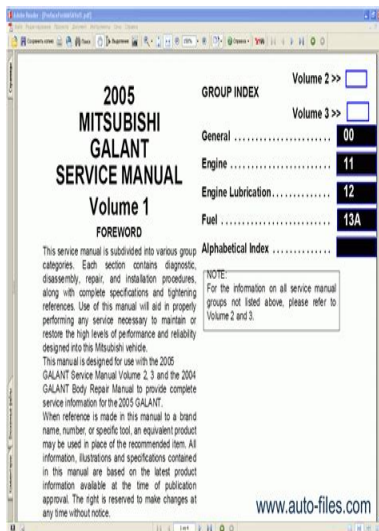 2005
MITSUBISHI
GALANT
SERVICE MANUAL
Volume 1
FOREWORD
This service manual is subdivided into various group
categories. Each section contains diagnostic,
disassembly, repair, and installation procedures,
along with complete specifications and tightening
references. Use of this manual will aid in properly
performing any service necessary to maintain or
restore the high levels of performance and reliability
designed into this Mitsubishi vehicle.
This manual is designed for use with the 2005
GALANT Service Manual Volume 2, 3 and the 2004
GALANT Body Repair Manual to provide complete
service information for the 2005 GALANT.
When reference is made in this manual to a brand
name, number, or specific tool, an equivalent product
may be used in place of the recommended item. All
information, illustrations and specifications contained
in this manual are based on the latest product
information available at the time of publication
approval. The right is reserved to make changes at
any time without notice.
Volume 2 >>
GROUP INDEX
Volume 3 >>
General . . . . . . . . . . . . . . . . . . . . . . . . 00
Engine . . . . . . . . . . . . . . . . . . . . . . . . . 11
Engine Lubrication . . . . . . . . . . . . . . 12
Fuel . . . . . . . . . . . . . . . . . . . . . . . . . . . 13A
Alphabetical Index . . . . . . . . . . . . . .
NOTE:
For the information on all service manual
groups not listed above, please refer to
Volume 2 and 3.
www.auto-files.com